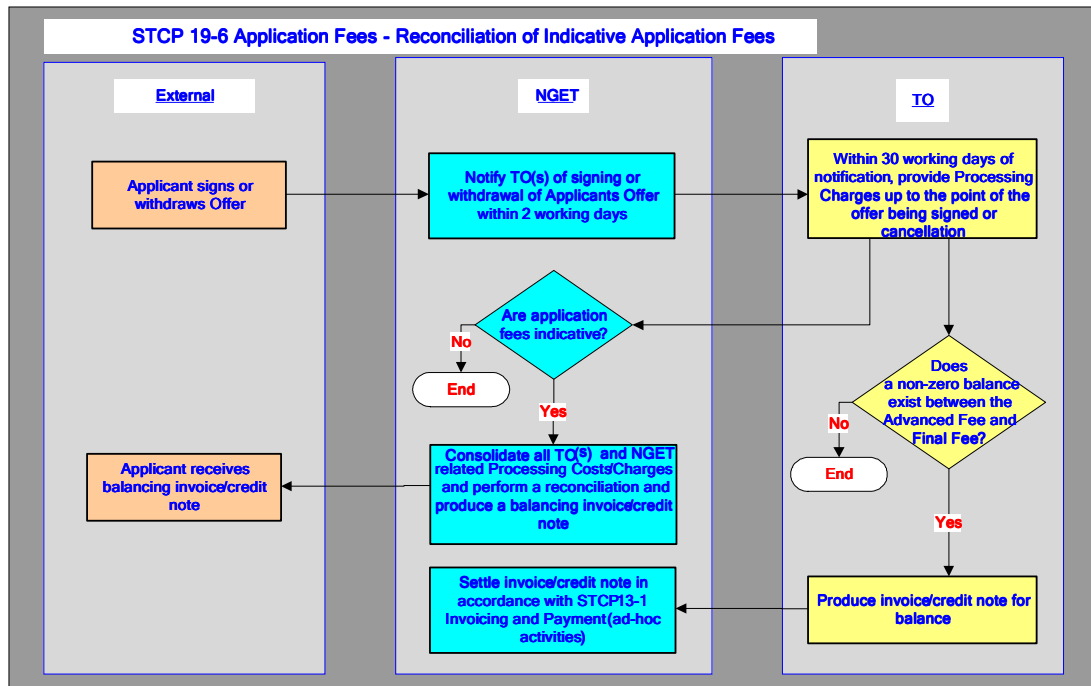 STCP 19-6 Application Fees - Reconciliation of Indicative Application Fees
External
NGET
TO
Applicant signs or
withdraws Offer
Notify TO(s) of signing or
withdrawal of Applicants Offer
within 2 working days
Within 30 working days of
notification, provide Processing
Charges up to the point of the
offer being signed or
cancellation
Are application
fees indicative?
No
End
Yes
Does
a non-zero balance
exist between the
Advanced Fee and
Final Fee?
No
End
Yes
Consolidate all TO(s) and NGET
related Processing Costs/Charges
and perform a reconciliation and
produce a balancing invoice/credit
note
Applicant receives
balancing invoice/credit
note
Settle invoice/credit note in
accordance with STCP13-1
Invoicing and Payment(ad-hoc
activities)
Produce invoice/credit note for
balance